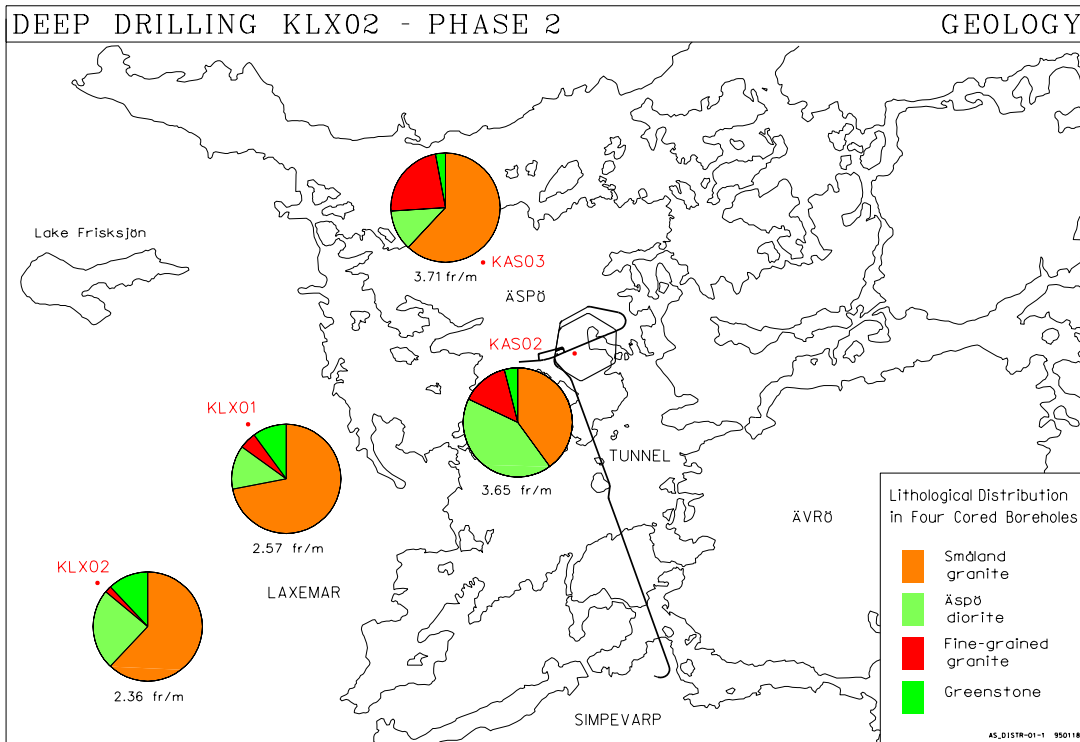 DEEP DRILLING KLX02 - PHASE 2
GEOLOGY
Lake Frisksjön
KAS03
3.71 fr/m
ÄSPÖ
KAS02
KLX01
3.65 fr/m
TUNNEL
2.57 fr/m
ÄVRÖ
KLX02
LAXEMAR
2.36 fr/m
SIMPEVARP
Lithological Distribution
in Four Cored Boreholes
Småland
granite
Äspö
diorite
Fine-grained
granite
Greenstone
AS_DISTR-01-1 950118